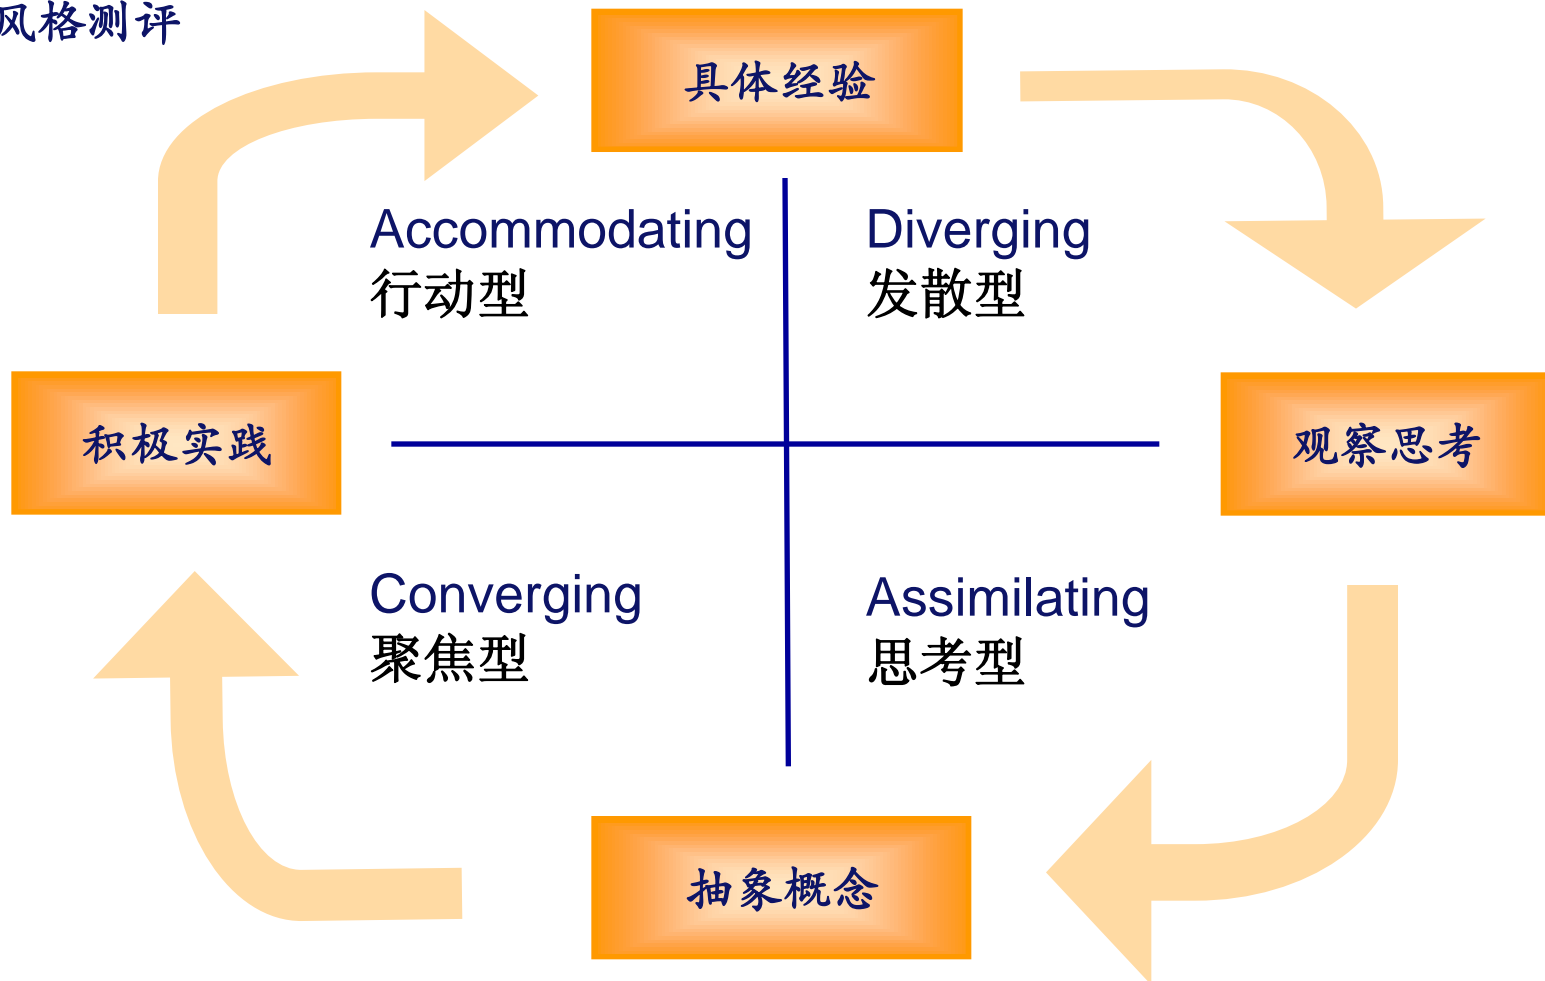 风格测评
具体经验
Accommodating
行动型
Diverging
发散型
积极实践
观察思考
Converging
聚焦型
Assimilating
思考型
抽象概念